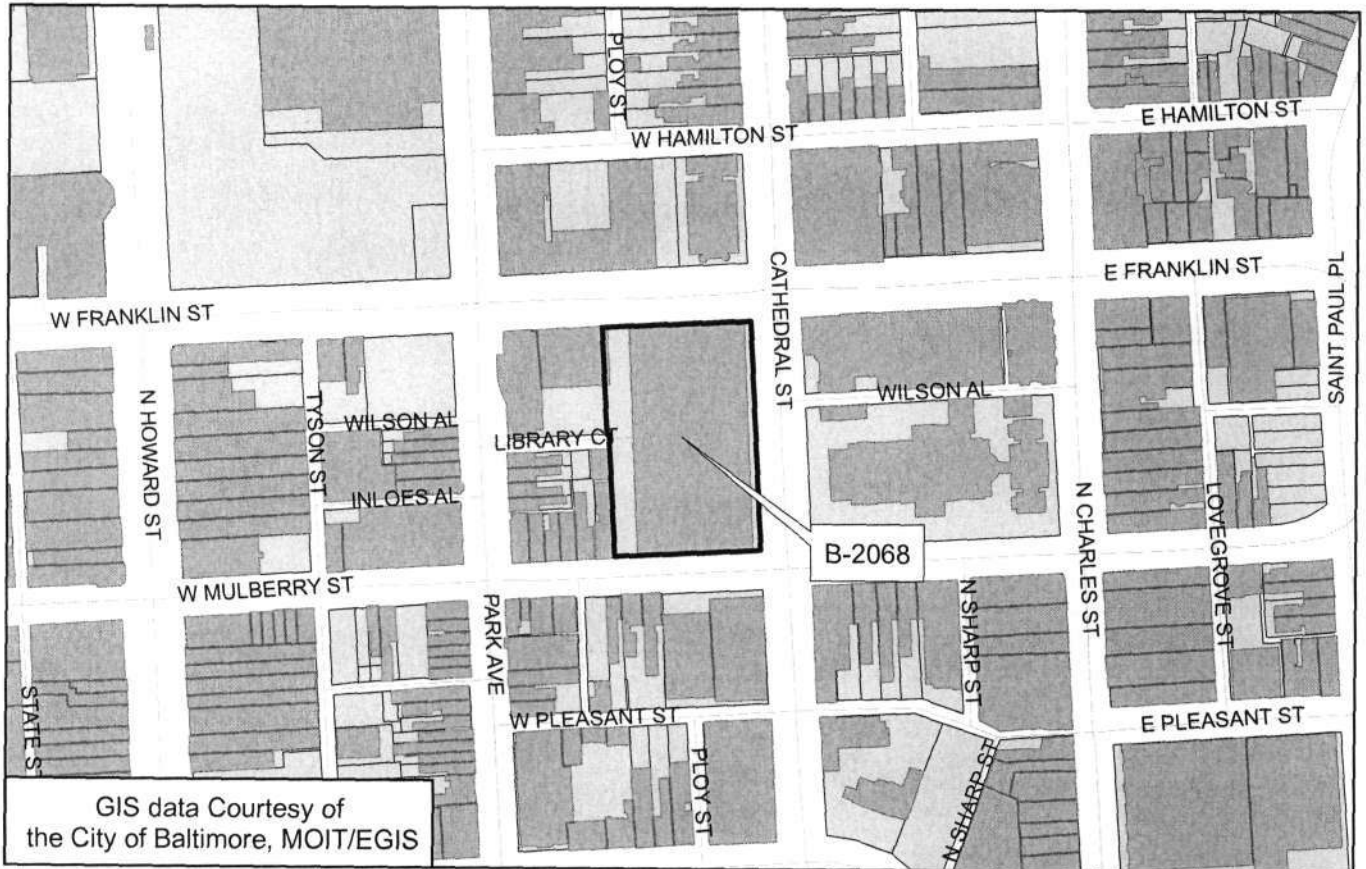 PLOY ST
W HAMILTON ST
E HAMILTON ST
CATHEDRAL ST
E FRANKLIN ST
SAINT PAUL PL
W FRANKLIN ST
N HOWARD ST
TYSON ST
WILSON AL
WILSON AL
LIBRARY CT
INLOES AL
N CHARLES ST
LOVEGROVE ST
B-2068
W MULBERRY ST
PARK AVE
N SHARP ST
STATE ST
W PLEASANT ST
E PLEASANT ST
PLOY ST
N SHARP ST
GIS data Courtesy of
the City of Baltimore, MOIT/EGIS